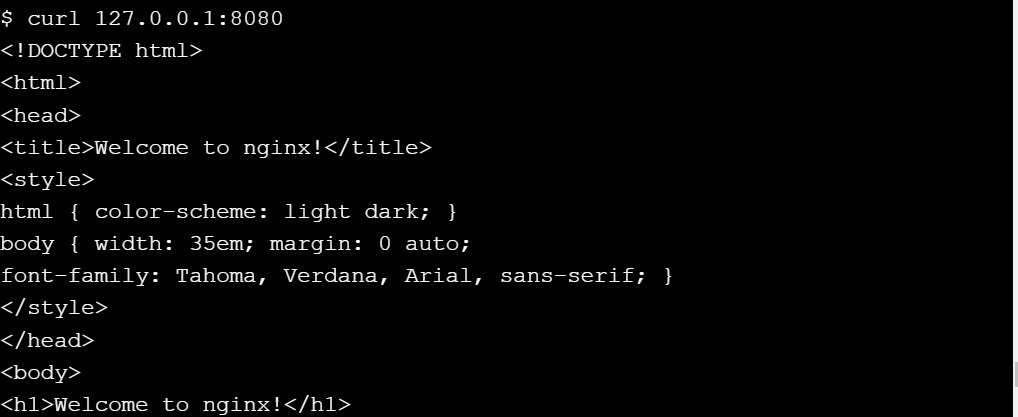 $ curl 127.0.0.1:8080
<!DOCTYPE html>
<html>
<head>
<title>Welcome to nginx!</title>
<style>
html { color-scheme: light dark; }
body { width: 35em; margin: 0 auto;
font-family: Tahoma, Verdana, Arial, sans-serif; }
</style>
</head>
<body>
<h1>Welcome to nginx!</h1>